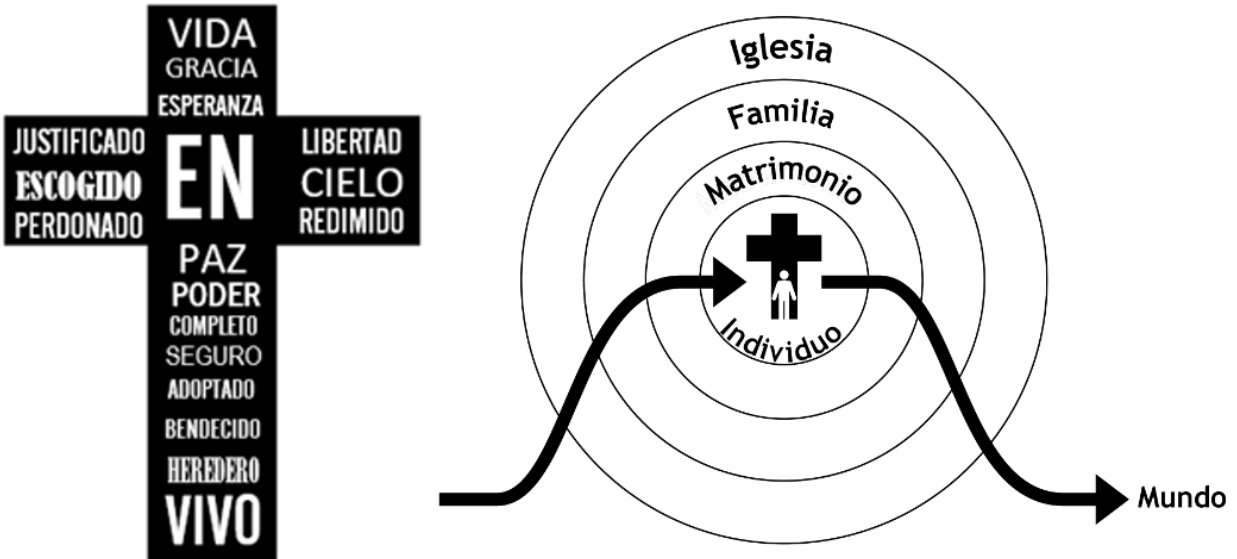 VIDA
GRACIA
ESPERANZA
JUSTIFICADO
ESCOGIDO
PERDONADO
EN
LIBERTAD
CIELO
REDIMIDO
PAZ
PODER
COMPLETO
SEGURO
ADOPTADO
BENDECIDO
HEREDERO
VIVO
Iglesia
Familia
Matrimonio
Individuo
Mundo